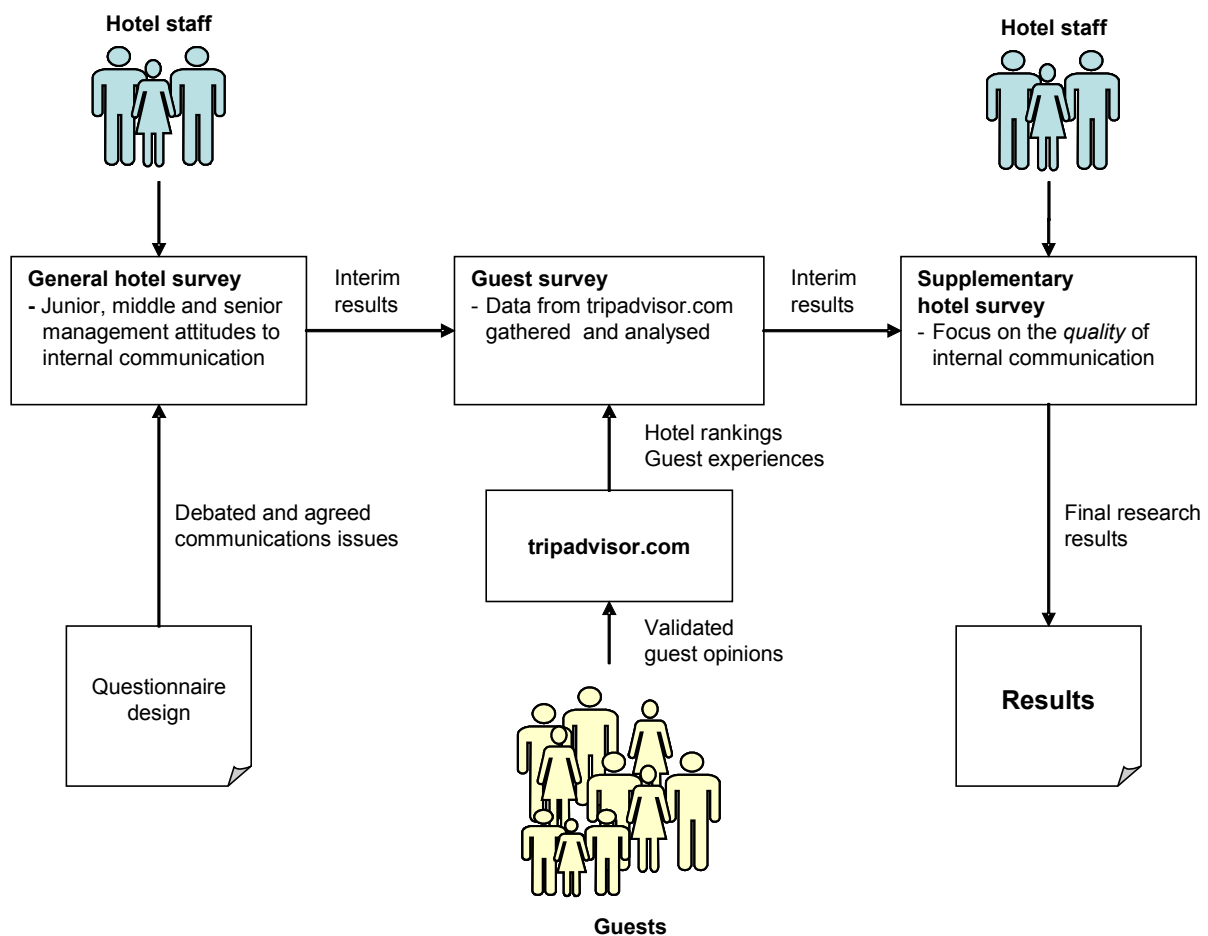 Hotel staff
Hotel staff
General hotel survey
- Junior, middle and senior
management attitudes to
internal communication
Interim
results
Guest survey
- Data from tripadvisor.com
gathered and analysed
Interim
results
Supplementary
hotel survey
- Focus on the quality of
internal communication
Hotel rankings
Guest experiences
Debated and agreed
communications issues
tripadvisor.com
Final research
results
Validated
guest opinions
Questionnaire
design
Results
Guests